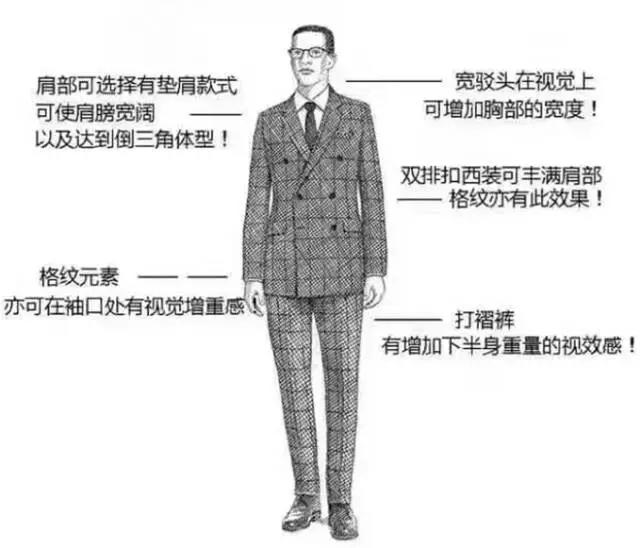 肩部可选择有垫肩款式
可使肩膀宽阔
以及达到倒三角体型！
宽驳头在视觉上
可增加胸部的宽度！
双排扣西装可丰满肩部
格纹亦有此效果！
格纹元素
亦可在袖口处有视觉增重感
打褶裤
有增加下半身重量的视效感！